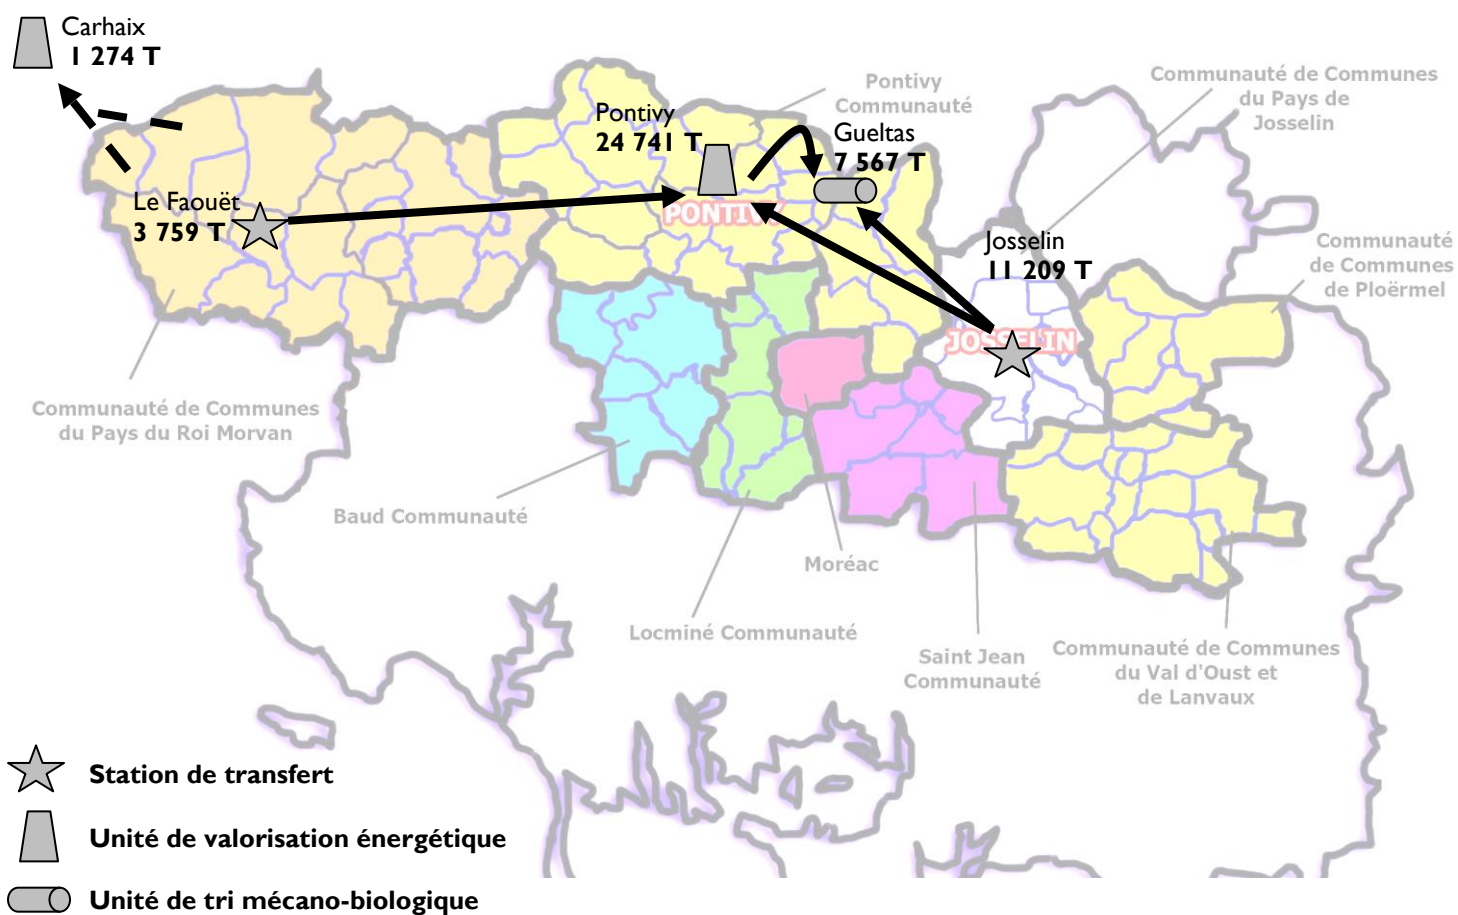 Carhaix
1 274 T
Pontivy
Communauté
Communauté de Communes
du Pays de
Josselin
Pontivy
24 741 T
Gueltas
7 567 T
Le Faouët
3 759 T
PONTIVY
Josselin
11 209 T
Communauté
de Communes
de Ploërmel
JOSSELIN
Communauté de Communes
du Pays du Roi Morvan
Baud Communauté
Moréac
Locminé Communauté
Saint Jean
Communauté
Communauté de Communes
du Val d'Oust et
de Lanvaux
Station de transfert
Unité de valorisation énergétique
Unité de tri mécano-biologique